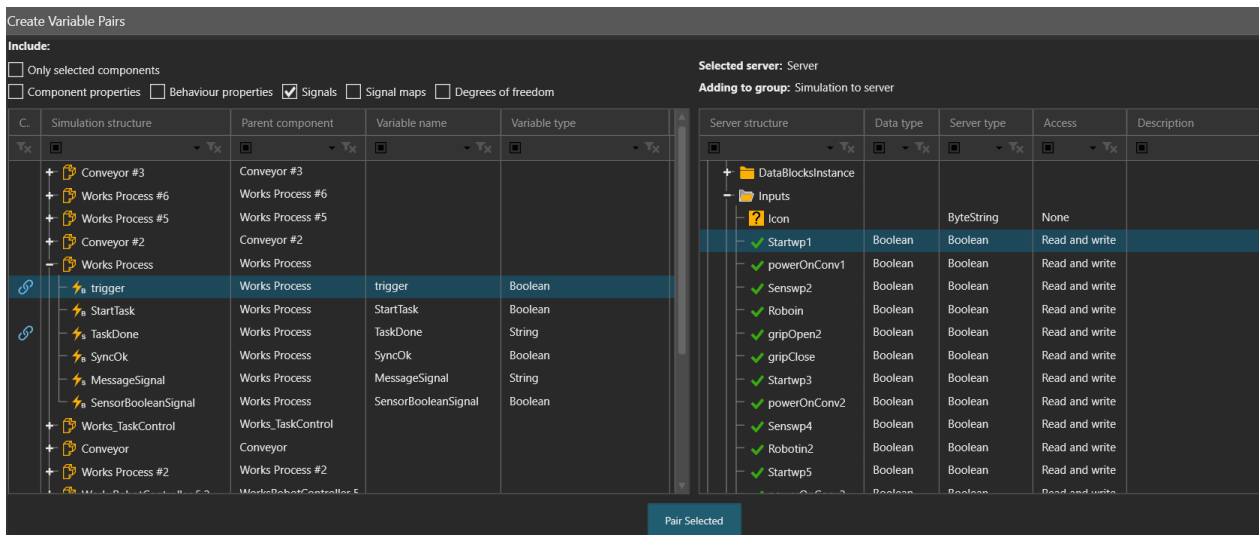 Create Variable Pairs
Include:
Only selected components
Selected server: Server
Component properties Behaviour properties Signals Signal maps Degrees of freedom
Adding to group: Simulation to server
C. Simulation structure Parent component Variable name Variable type Server structure Data type Server type Access Description
Conveyor #3 Conveyor #3 DataBlocksInstance
Works Process #6 Works Process #6 Inputs
Works Process #5 Works Process #5 Icon ByteString None
Conveyor #2 Conveyor #2 Startwp1 Boolean Boolean Read and write
Works Process Works Process powerOnConv1 Boolean Boolean Read and write
B trigger Works Process trigger Boolean Senswp2 Boolean Boolean Read and write
B StartTask Works Process StartTask Boolean Roboin Boolean Boolean Read and write
S TaskDone Works Process TaskDone String gripOpen2 Boolean Boolean Read and write
B SyncOk Works Process SyncOk Boolean gripClose Boolean Boolean Read and write
S MessageSignal Works Process MessageSignal String Startwp3 Boolean Boolean Read and write
B SensorBooleanSignal Works Process SensorBooleanSignal Boolean powerOnConv2 Boolean Boolean Read and write
Works_TaskControl Works_TaskControl Senswp4 Boolean Boolean Read and write
Conveyor Conveyor Robotin2 Boolean Boolean Read and write
Works Process #2 Works Process #2 Startwp5 Boolean Boolean Read and write
Boolean Boolean Read and write
Pair Selected